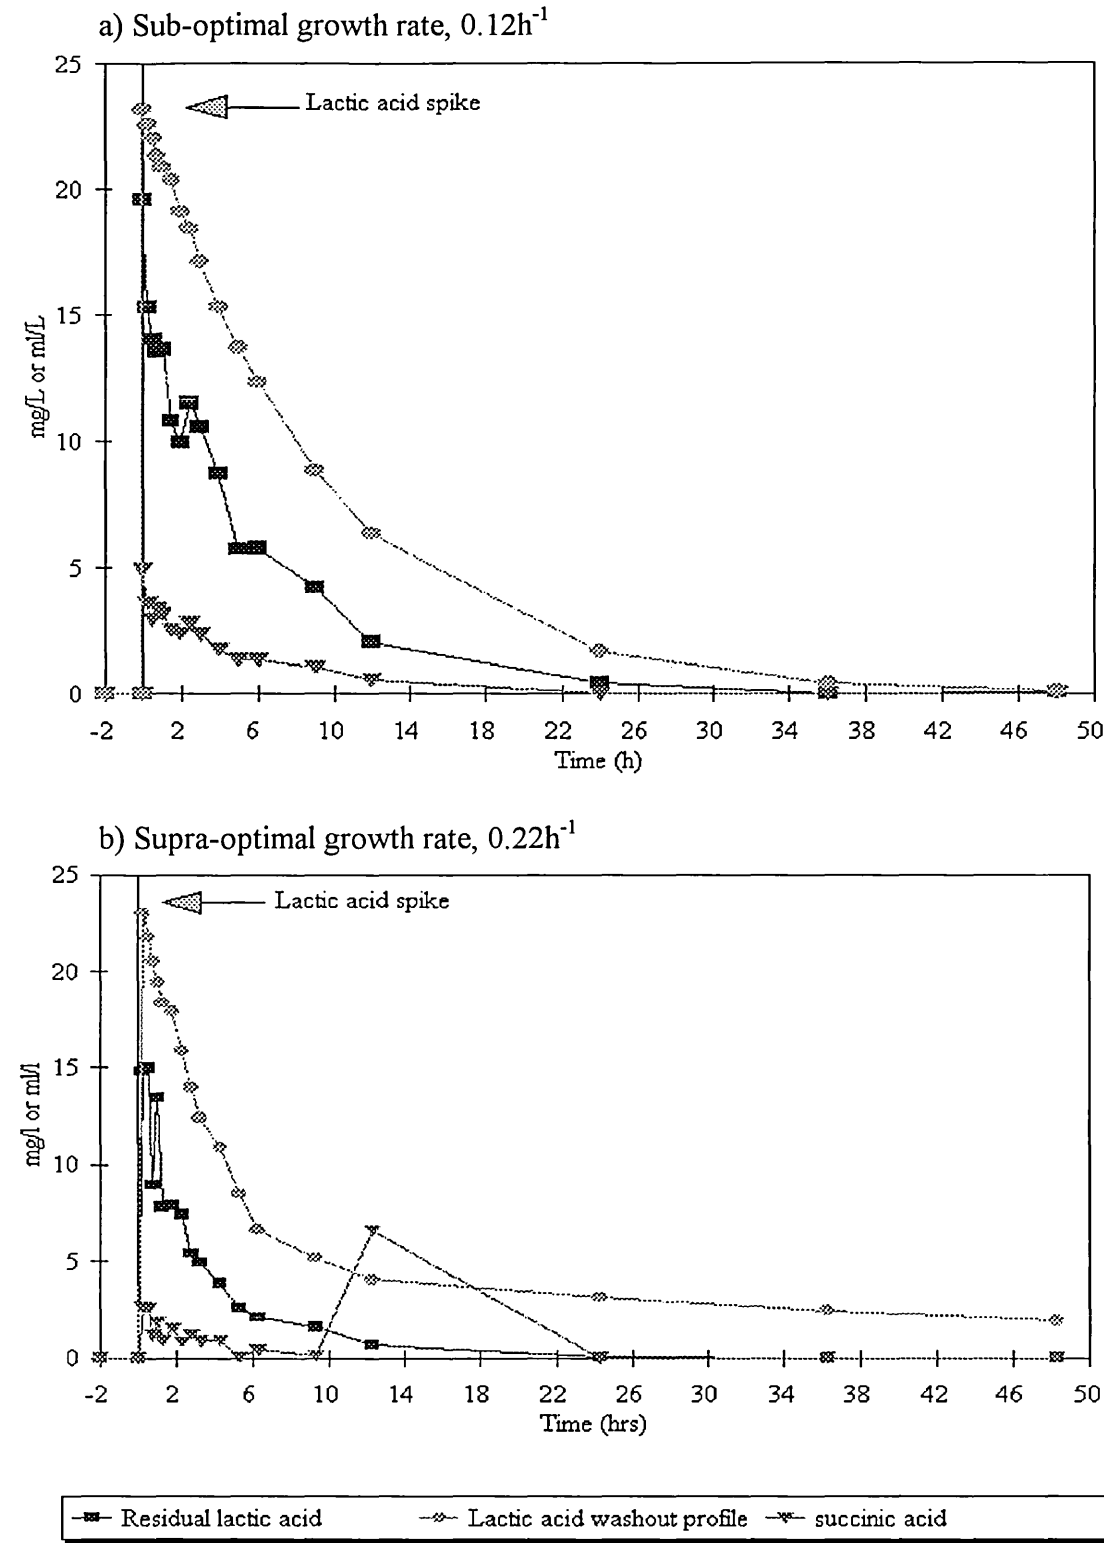 a) Sub-optimal growth rate, 0.12h-1
25
Lactic acid spike
20
15
mg/L or ml/L
10
5
0
-2 2 6 10 14 18 22 26 30 34 38 42 46 50
Time (h)
b) Supra-optimal growth rate, 0.22h-1
25
Lactic acid spike
20
15
mg/l or ml/l
10
5
0
-2 2 6 10 14 18 22 26 30 34 38 42 46 50
Time (hrs)
Residual lactic acid Lactic acid washout profile succinic acid